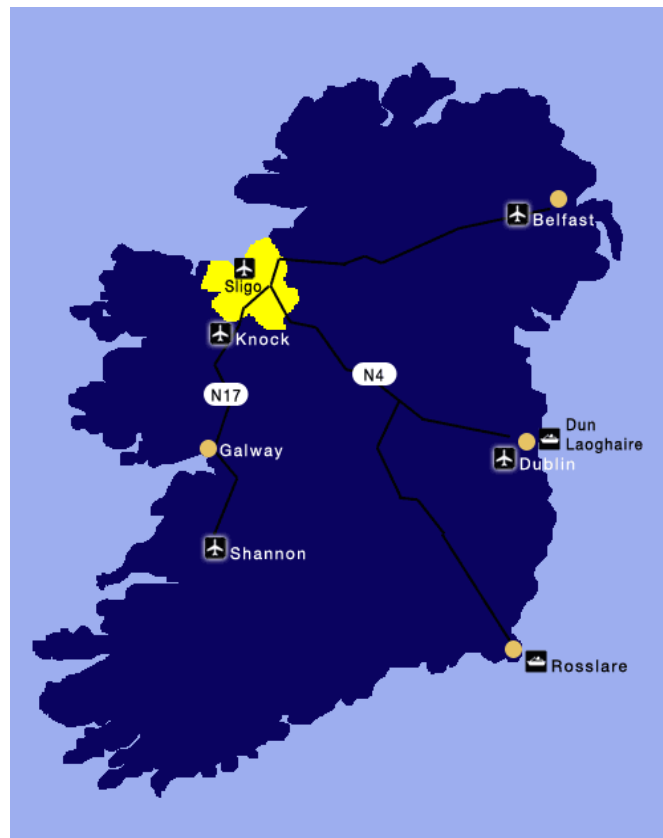 Belfast
Sligo
Knock
N4
N17
Dun
Laoghaire
Galway
Dublin
Shannon
Rosslare